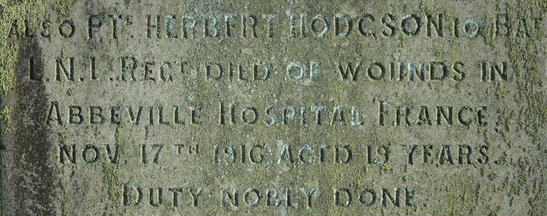 ALSO PTE. HERBERT HODGSON 10. BAT
L.N.L. REGT. DIED OF WOUNDS IN
ABBEVILLE HOSPITAL FRANCE.
NOV. 17TH 1916. AGED 19 YEARS.
DUTY NOBLY DONE.